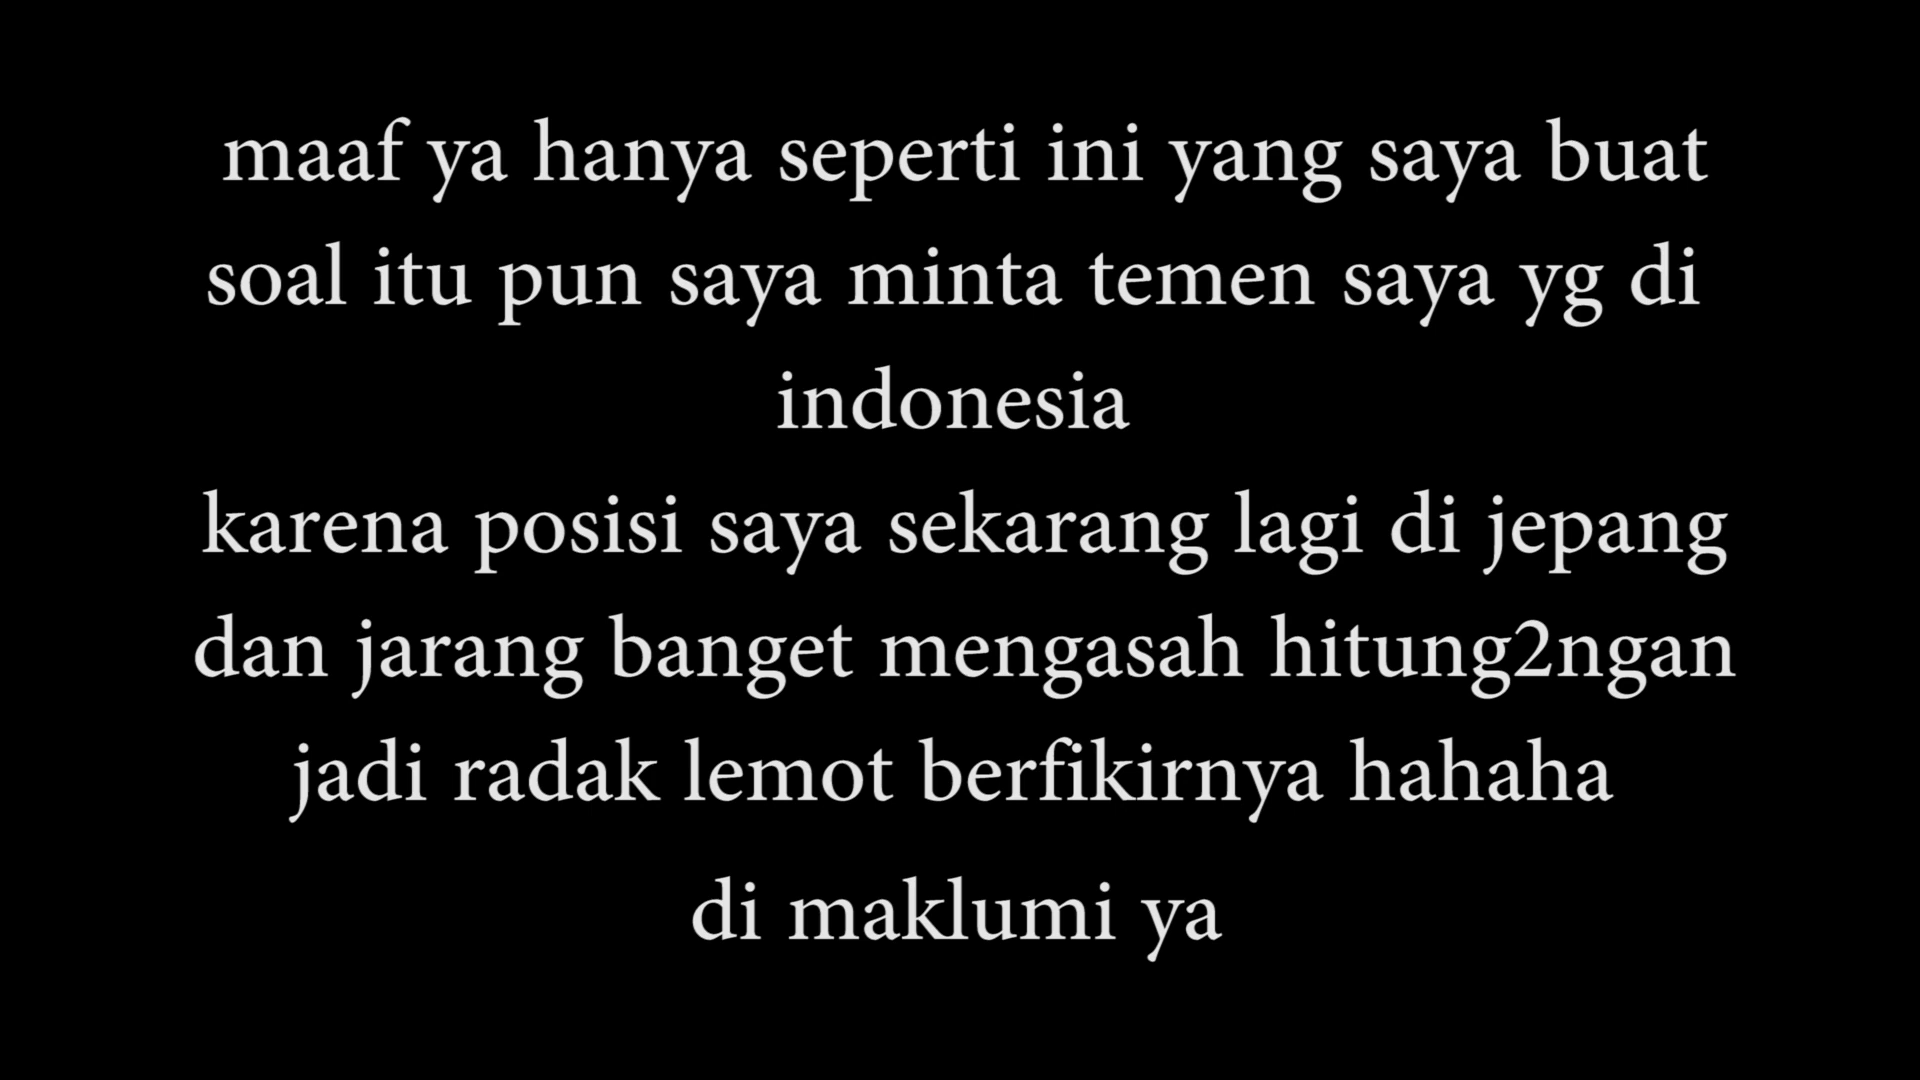 maaf ya hanya seperti ini yang saya buat
soal itu pun saya minta temen saya yg di
indonesia
karena posisi saya sekarang lagi di jepang
dan jarang banget mengasah hitung2ngan
jadi radak lemot berfikirnya hahaha
di maklumi ya